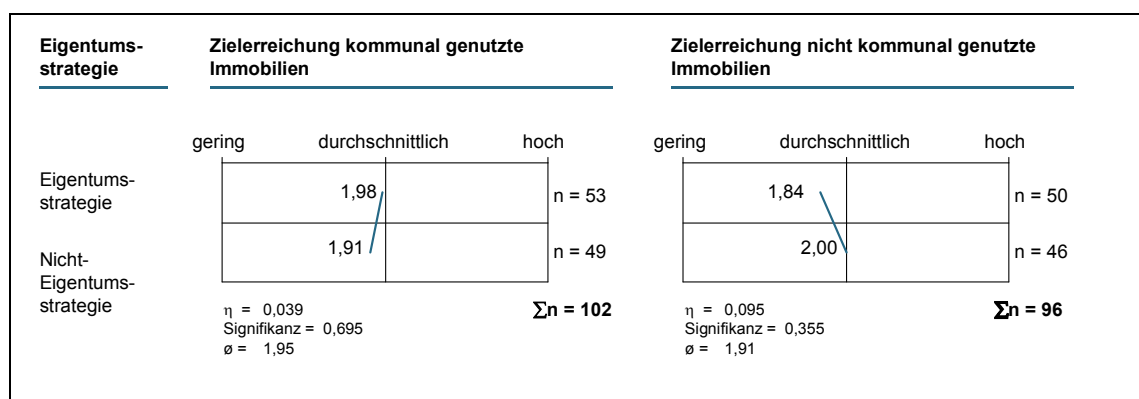 Eigentums-
strategie
Zielerreichung kommunal genutzte
Immobilien
Zielerreichung nicht kommunal genutzte
Immobilien
gering durchschnittlich hoch
gering durchschnittlich hoch
Eigentums-
strategie
1,98
n = 53
1,84
n = 50
Nicht-
Eigentums-
strategie
1,91
n = 49
2,00
n = 46
η = 0,039
Signifikanz = 0,695
ø = 1,95
∑n = 102
η = 0,095
Signifikanz = 0,355
ø = 1,91
∑n = 96